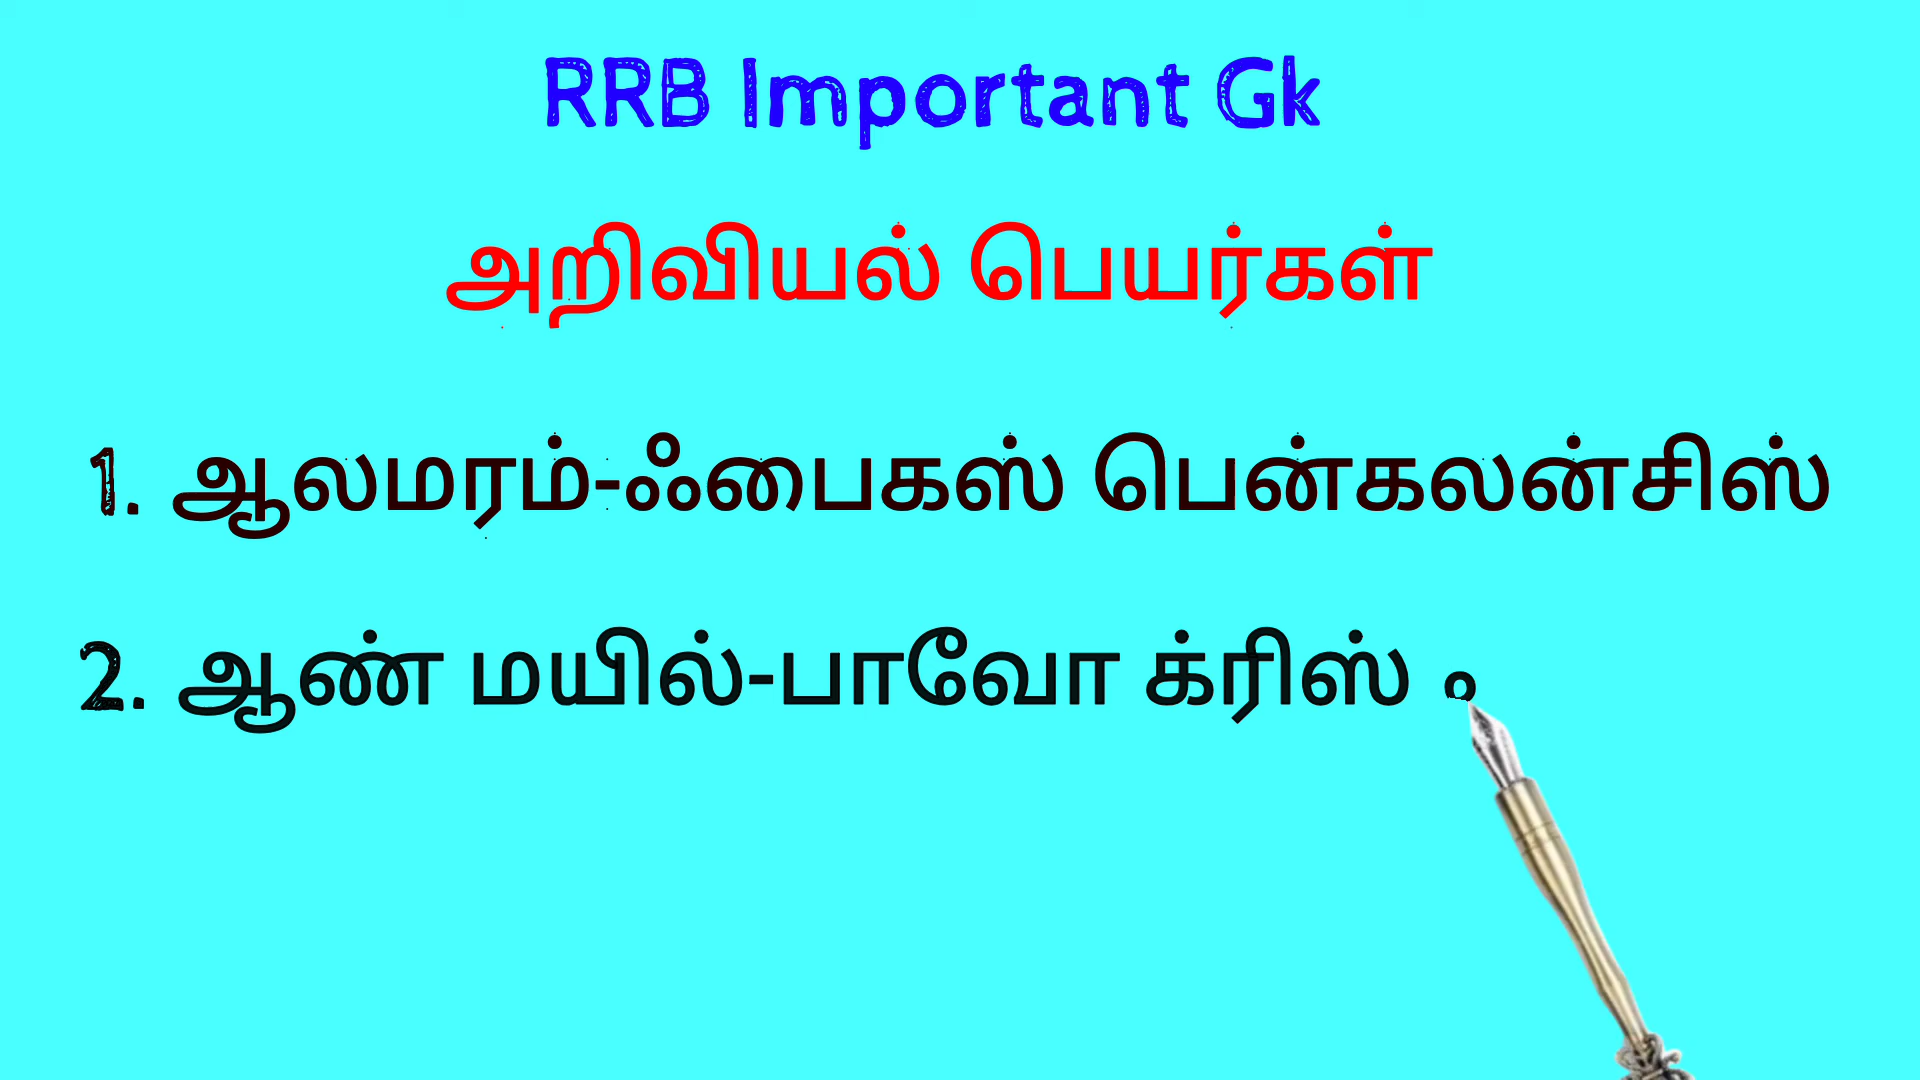 RRB Important Gk
அறிவியல் பெயர்கள்
1. ஆலமரம்-ஃபைகஸ் பென்கலன்சிஸ்
2. ஆண் மயில்-பாவோ க்ரிஸ்